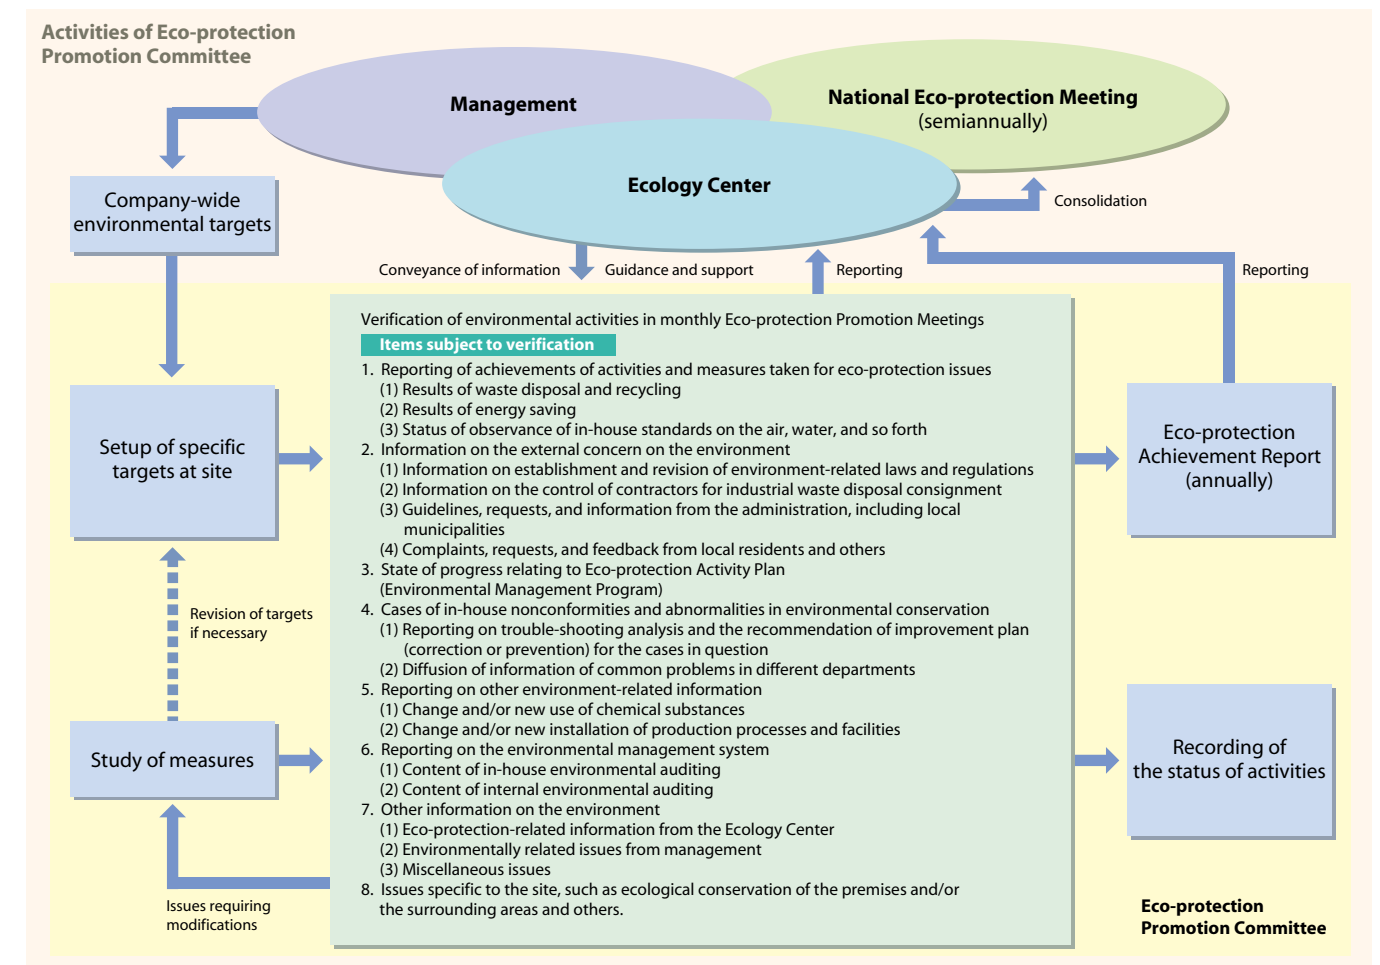 Activities of Eco-protection
Promotion Committee
Management
National Eco-protection Meeting
(semiannually)
Ecology Center
Company-wide
environmental targets
Consolidation
Conveyance of information
Guidance and support
Reporting
Reporting
Verification of environmental activities in monthly Eco-protection Promotion Meetings
Items subject to verification
1. Reporting of achievements of activities and measures taken for eco-protection issues
(1) Results of waste disposal and recycling
(2) Results of energy saving
(3) Status of observance of in-house standards on the air, water, and so forth
2. Information on the external concern on the environment
(1) Information on establishment and revision of environment-related laws and regulations
(2) Information on the control of contractors for industrial waste disposal consignment
(3) Guidelines, requests, and information from the administration, including local
municipalities
(4) Complaints, requests, and feedback from local residents and others
3. State of progress relating to Eco-protection Activity Plan
(Environmental Management Program)
4. Cases of in-house nonconformities and abnormalities in environmental conservation
(1) Reporting on trouble-shooting analysis and the recommendation of improvement plan
(correction or prevention) for the cases in question
(2) Diffusion of information of common problems in different departments
5. Reporting on other environment-related information
(1) Change and/or new use of chemical substances
(2) Change and/or new installation of production processes and facilities
6. Reporting on the environmental management system
(1) Content of in-house environmental auditing
(2) Content of internal environmental auditing
7. Other information on the environment
(1) Eco-protection-related information from the Ecology Center
(2) Environmentally related issues from management
(3) Miscellaneous issues
8. Issues specific to the site, such as ecological conservation of the premises and/or
the surrounding areas and others.
Setup of specific
targets at site
Revision of targets
if necessary
Study of measures
Issues requiring
modifications
Eco-protection
Achievement Report
(annually)
Recording of
the status of activities
Eco-protection
Promotion Committee